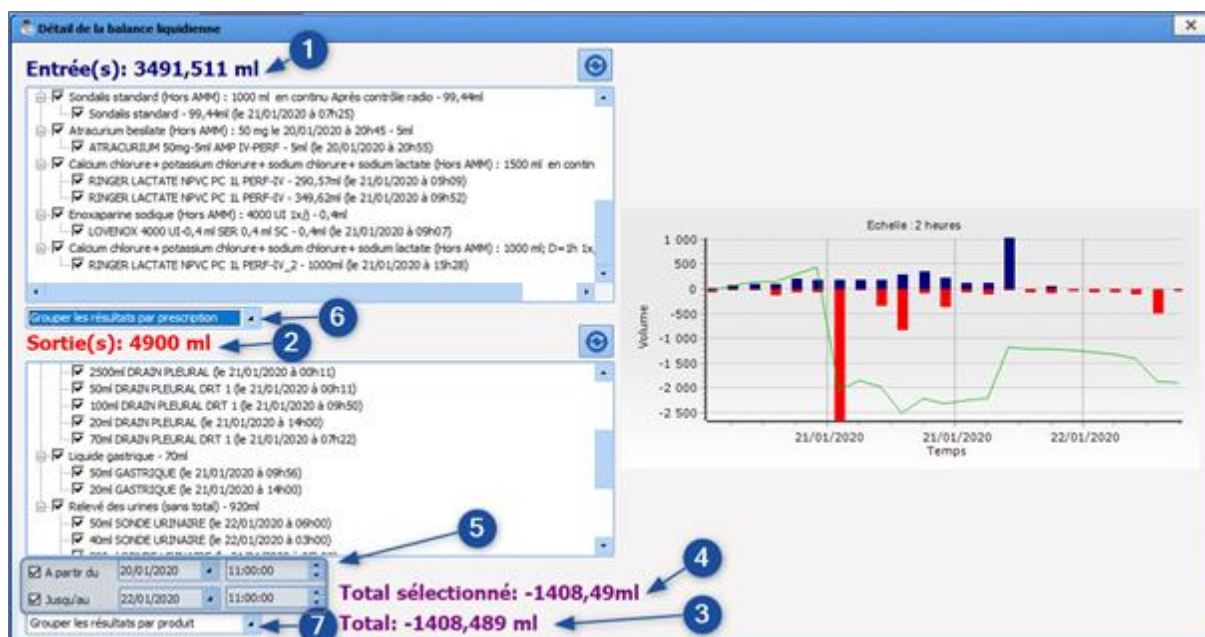 Détail de la balance liquidienne
1
Entrée(s): 3491,511 ml
Sondalis standard (Hors AMM) : 1000 ml en continu Après contrôle radio - 99,44ml
Sondalis standard - 99,44ml (le 21/01/2020 à 07h25)
Atracurium besilate (Hors AMM) : 50 mg le 20/01/2020 à 20h45 - 5ml
ATRACURIUM 50mg-5ml AMP IV-PERF - 5ml (le 20/01/2020 à 20h55)
Calcium chlorure+ potassium chlorure+ sodium chlorure+ sodium lactate (Hors AMM) : 1500 ml en contin
RINGER LACTATE NPVC PC 1L PERF-IV - 290,57ml (le 21/01/2020 à 05h09)
RINGER LACTATE NPVC PC 1L PERF-IV - 349,62ml (le 21/01/2020 à 09h52)
Enoxaparine sodique (Hors AMM) : 4000 UI 1x/j - 0,4ml
LOVENOX 4000 UI-0,4 ml SER 0,4 ml SC - 0,4ml (le 21/01/2020 à 09h07)
Calcium chlorure+ potassium chlorure+ sodium chlorure+ sodium lactate (Hors AMM) : 1000 ml; D=1h 1x,
RINGER LACTATE NPVC PC 1L PERF-IV_2 - 1000ml (le 21/01/2020 à 15h28)
Grouper les résultats par prescription
6
Sortie(s): 4900 ml
2
2500ml DRAIN PLEURAL (le 21/01/2020 à 00h11)
50ml DRAIN PLEURAL DRT 1 (le 21/01/2020 à 00h11)
100ml DRAIN PLEURAL DRT 1 (le 21/01/2020 à 09h50)
20ml DRAIN PLEURAL (le 21/01/2020 à 14h00)
70ml DRAIN PLEURAL DRT 1 (le 21/01/2020 à 07h22)
Liquide gastrique - 70ml
50ml GASTRIQUE (le 21/01/2020 à 09h56)
20ml GASTRIQUE (le 21/01/2020 à 14h00)
Relevé des urines (sans total) - 920ml
50ml SONDE URINAIRE (le 22/01/2020 à 06h00)
40ml SONDE URINAIRE (le 22/01/2020 à 03h00)
5
A partir du 20/01/2020 11:00:00
Jusqu'au 22/01/2020 11:00:00
Grouper les résultats par produit
7
Total sélectionné: -1408,49ml
4
Total: -1408,489 ml
3
Echelle : 2 heures
1 000
500
0
-500
-1 000
-1 500
-2 000
-2 500
Volume
21/01/2020 21/01/2020 22/01/2020
Temps